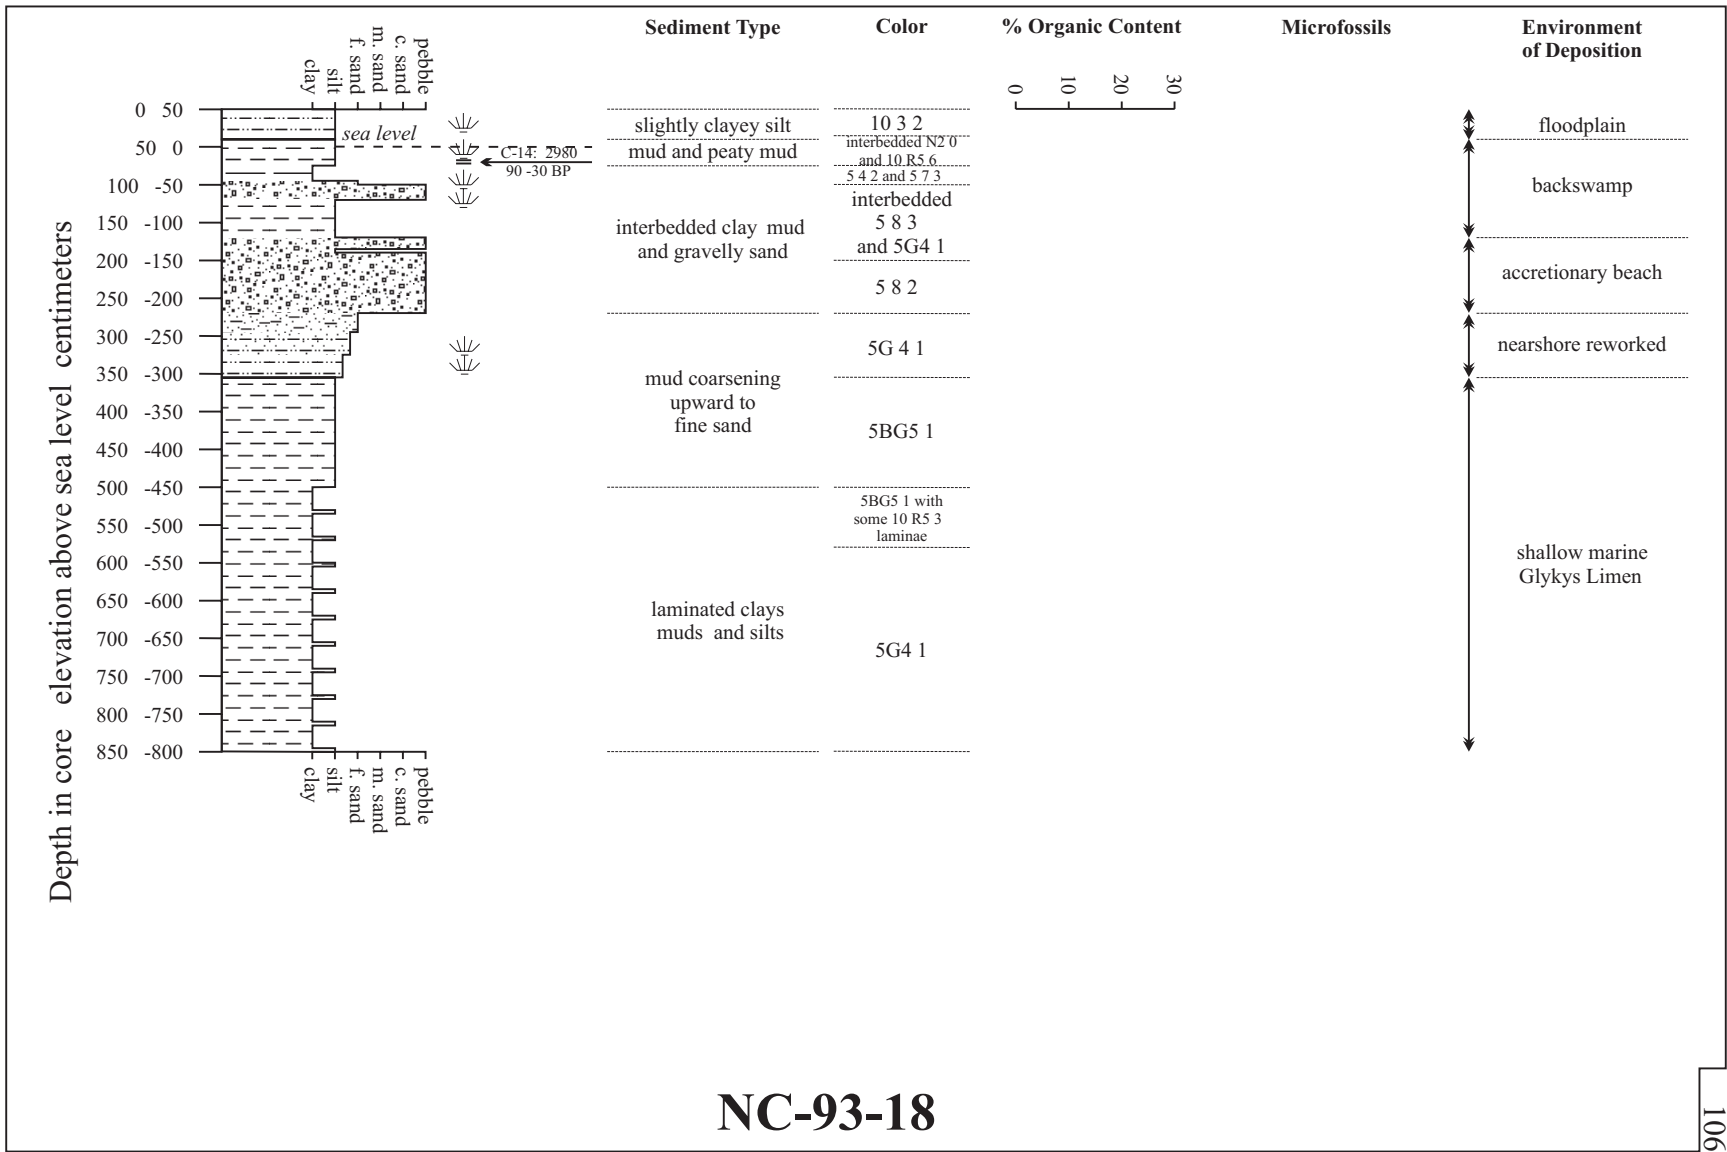 Sediment Type
Color
% Organic Content
Microfossils
Environment
of Deposition
clay
silt
f. sand
m. sand
c. sand
pebble
0
10
20
30
Depth in core elevation above sea level centimeters
0 50
50 0
100 -50
150 -100
200 -150
250 -200
300 -250
350 -300
400 -350
450 -400
500 -450
550 -500
600 -550
650 -600
700 -650
750 -700
800 -750
850 -800
sea level
C-14: 2980
90 -30 BP
slightly clayey silt
mud and peaty mud
interbedded clay mud
and gravelly sand
mud coarsening
upward to
fine sand
laminated clays
muds and silts
10 3 2
interbedded N2 0
and 10 R5 6
5 4 2 and 5 7 3
interbedded
5 8 3
and 5G4 1
5 8 2
5G 4 1
5BG5 1
5BG5 1 with
some 10 R5 3
laminae
5G4 1
floodplain
backswamp
accretionary beach
nearshore reworked
shallow marine
Glykys Limen
clay
silt
f. sand
m. sand
c. sand
pebble
NC-93-18
106